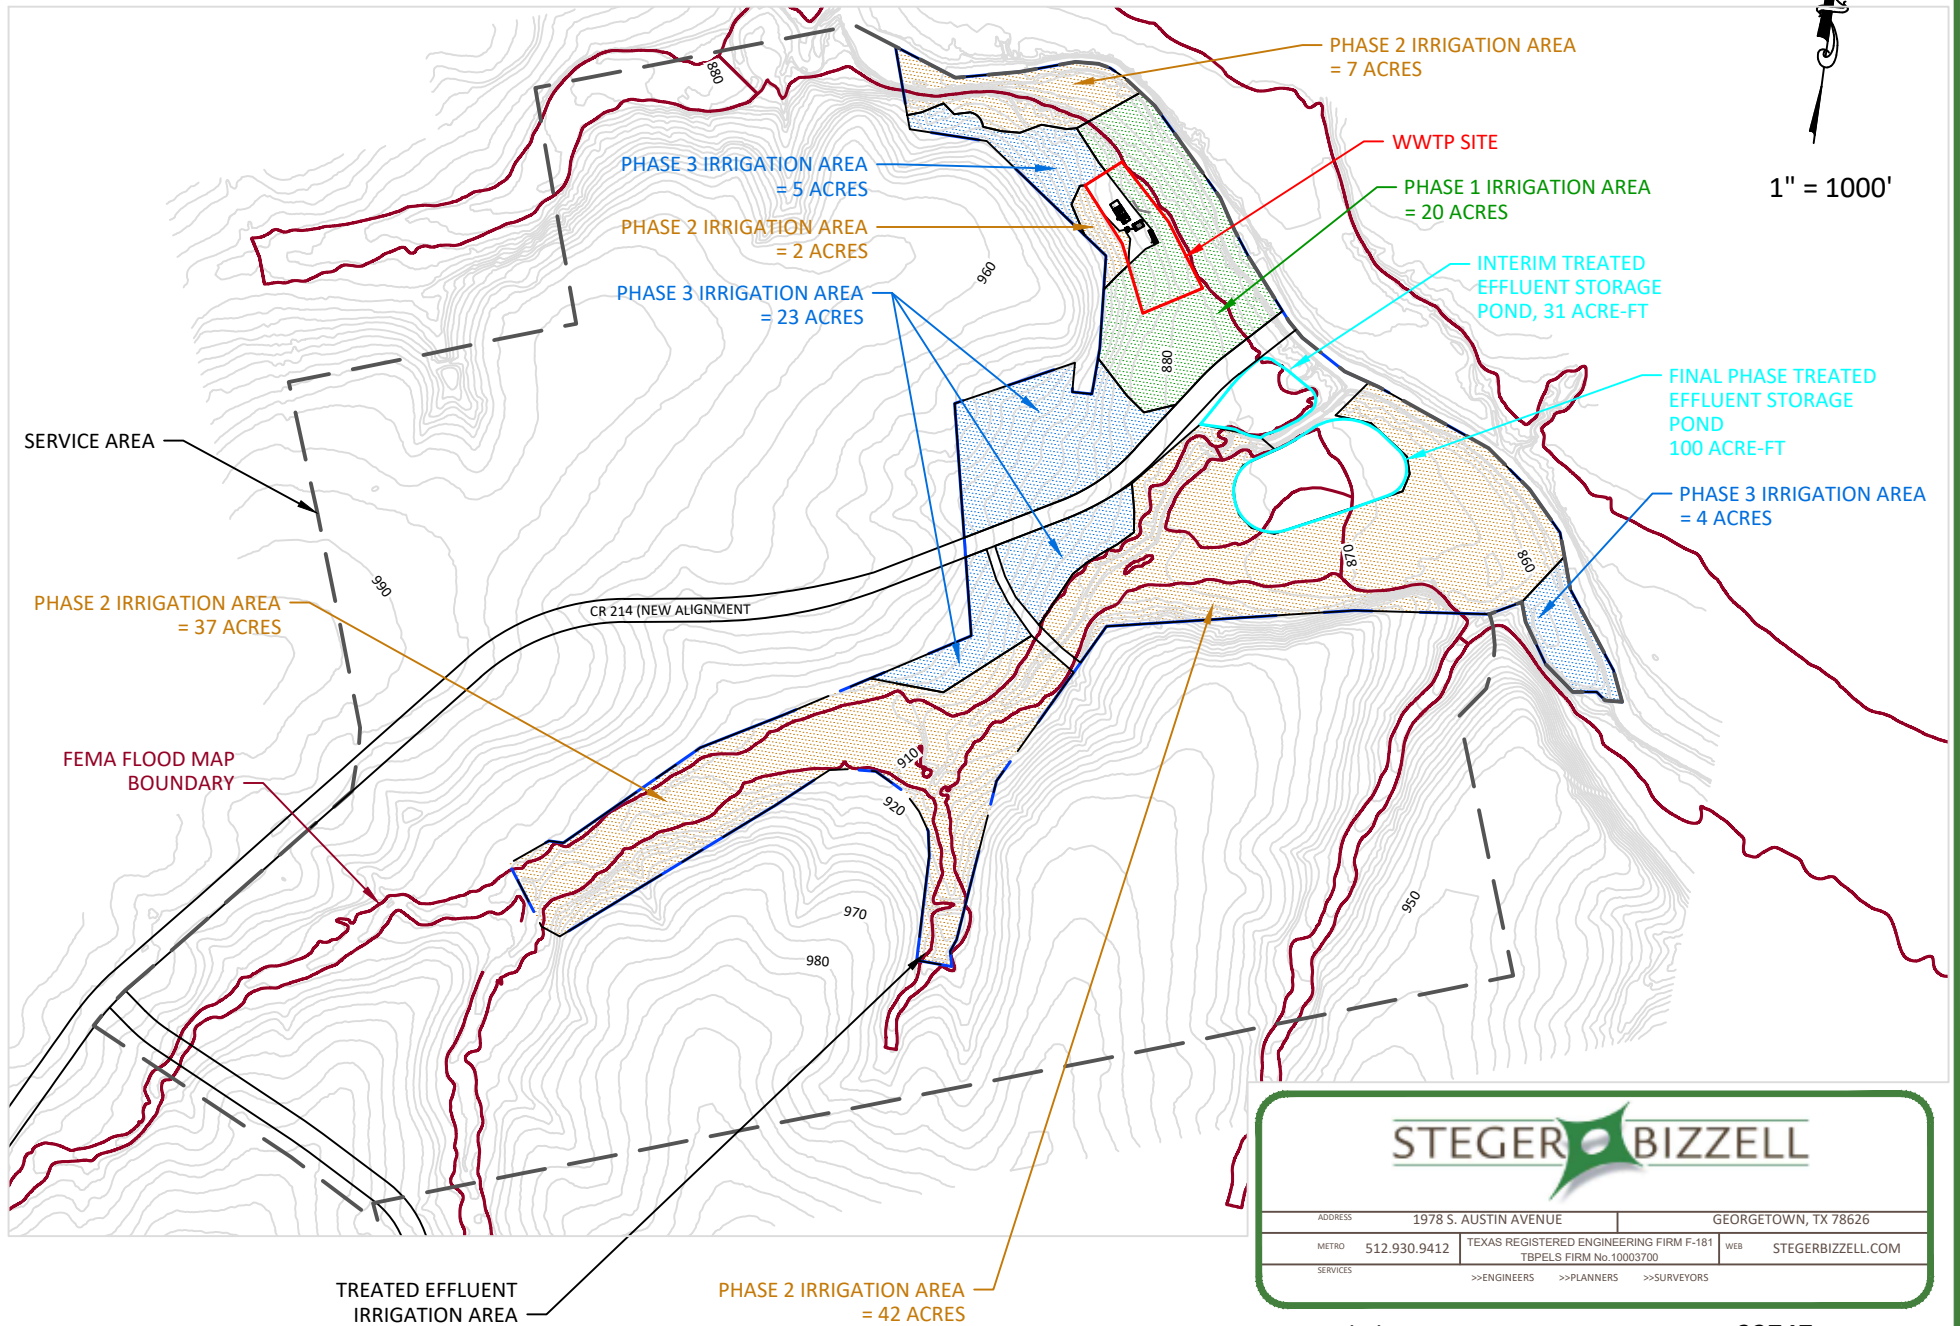 PHASE 2 IRRIGATION AREA
= 7 ACRES
WWTP SITE
1" = 1000'
PHASE 3 IRRIGATION AREA
= 5 ACRES
PHASE 1 IRRIGATION AREA
= 20 ACRES
PHASE 2 IRRIGATION AREA
= 2 ACRES
INTERIM TREATED
EFFLUENT STORAGE
POND, 31 ACRE-FT
PHASE 3 IRRIGATION AREA
= 23 ACRES
FINAL PHASE TREATED
EFFLUENT STORAGE
POND
100 ACRE-FT
SERVICE AREA
PHASE 3 IRRIGATION AREA
= 4 ACRES
PHASE 2 IRRIGATION AREA
= 37 ACRES
CR 214 (NEW ALIGNMENT
FEMA FLOOD MAP
BOUNDARY
880
960
880
990
870
860
910
920
970
980
950
TREATED EFFLUENT
IRRIGATION AREA
PHASE 2 IRRIGATION AREA
= 42 ACRES
STEGER BIZZELL
ADDRESS 1978 S. AUSTIN AVENUE GEORGETOWN, TX 78626
METRO 512.930.9412 TEXAS REGISTERED ENGINEERING FIRM F-181 WEB STEGERBIZZELL.COM
TBPELS FIRM No.10003700
SERVICES >>ENGINEERS >>PLANNERS >>SURVEYORS